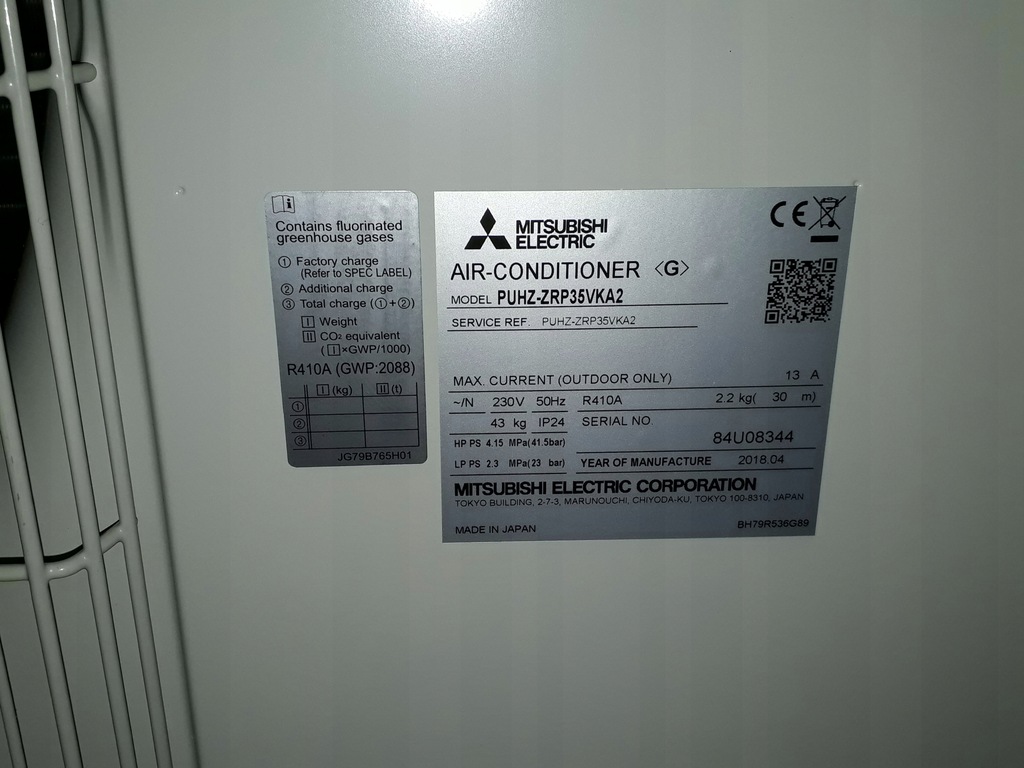 Contains fluorinated
greenhouse gases
① Factory charge
(Refer to SPEC LABEL)
② Additional charge
③ Total charge (①+②)
I Weight
II CO2 equivalent
(I×GWP/1000)
R410A (GWP:2088)
I (kg) II (t)
①
②
③
JG79B765H01
MITSUBISHI
ELECTRIC
CE
AIR-CONDITIONER <G>
MODEL PUHZ-ZRP35VKA2
SERVICE REF. PUHZ-ZRP35VKA2
MAX. CURRENT (OUTDOOR ONLY) 13 A
~/N 230V 50Hz R410A 2.2 kg( 30 m)
43 kg IP24 SERIAL NO
HP PS 4.15 MPa(41.5bar) 84U08344
LP PS 2.3 MPa(23 bar) YEAR OF MANUFACTURE 2018.04
MITSUBISHI ELECTRIC CORPORATION
TOKYO BUILDING, 2-7-3, MARUNOUCHI, CHIYODA-KU, TOKYO 100-8310, JAPAN
MADE IN JAPAN BH79R536G89